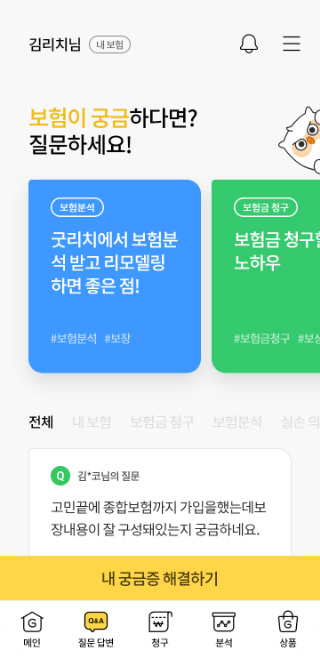 김리치님 내 보험
보험이 궁금하다면?
질문하세요!
보험분석
굿리치에서 보험분
석 받고 리모델링
하면 좋은 점!
#보험분석 #보장
보험금 청구
보험금 청구할
노하우
#보험금청구 #보상
전체 내 보험 보험금 청구 보험분석 실손 의
Q 김*코님의 질문
고민끝에 종합보험까지 가입을했는데보
장내용이 잘 구성돼있는지 궁금하네요.
내 궁금증 해결하기
G Q&A W G
메인 질문 답변 청구 분석 상품